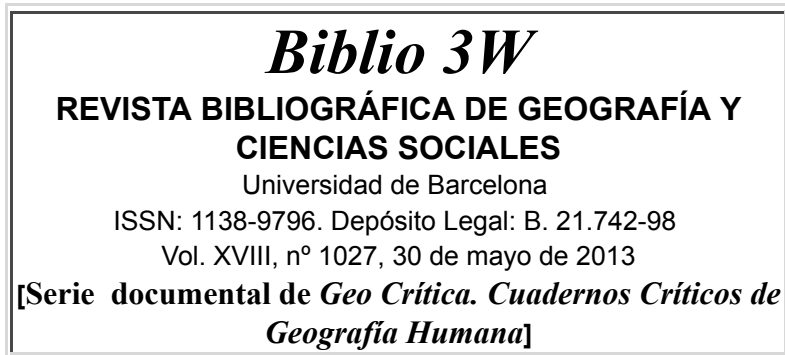 Biblio 3W
REVISTA BIBLIOGRÁFICA DE GEOGRAFÍA Y
CIENCIAS SOCIALES
Universidad de Barcelona
ISSN: 1138-9796. Depósito Legal: B. 21.742-98
Vol. XVIII, nº 1027, 30 de mayo de 2013
[Serie documental de Geo Crítica. Cuadernos Críticos de
Geografía Humana]